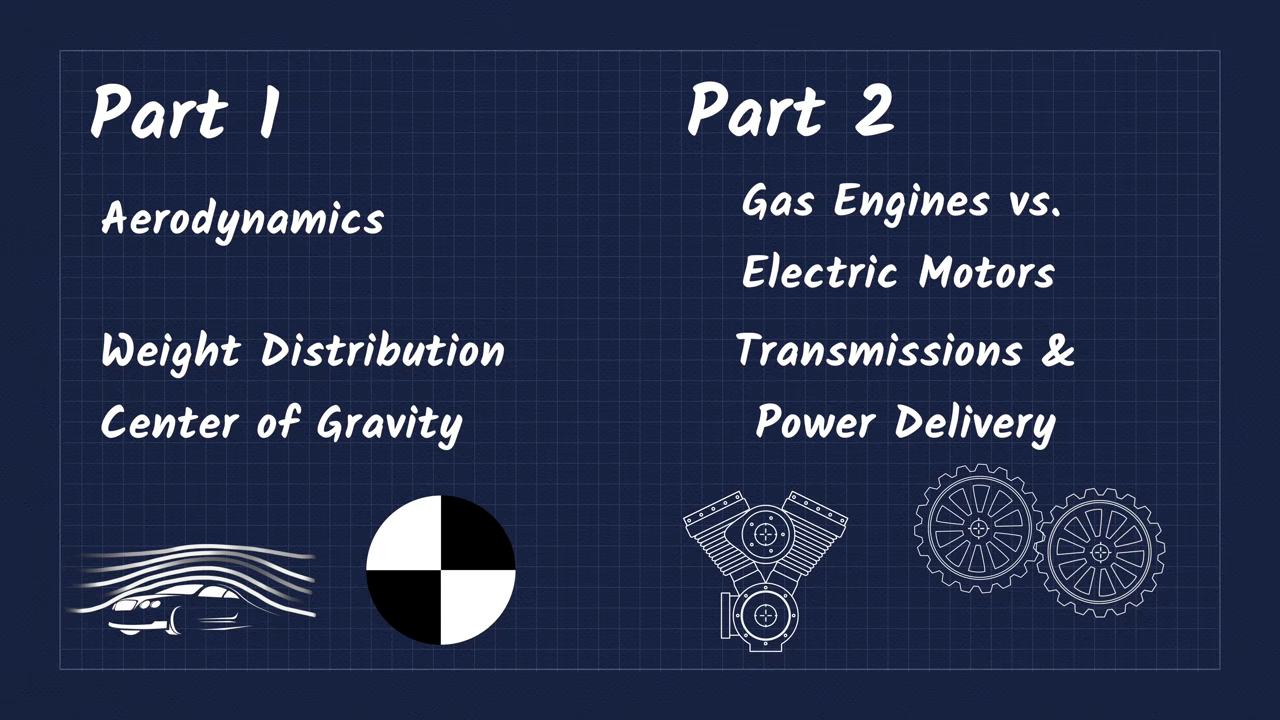 Part 1
Aerodynamics
Weight Distribution
Center of Gravity
Part 2
Gas Engines vs.
Electric Motors
Transmissions &
Power Delivery